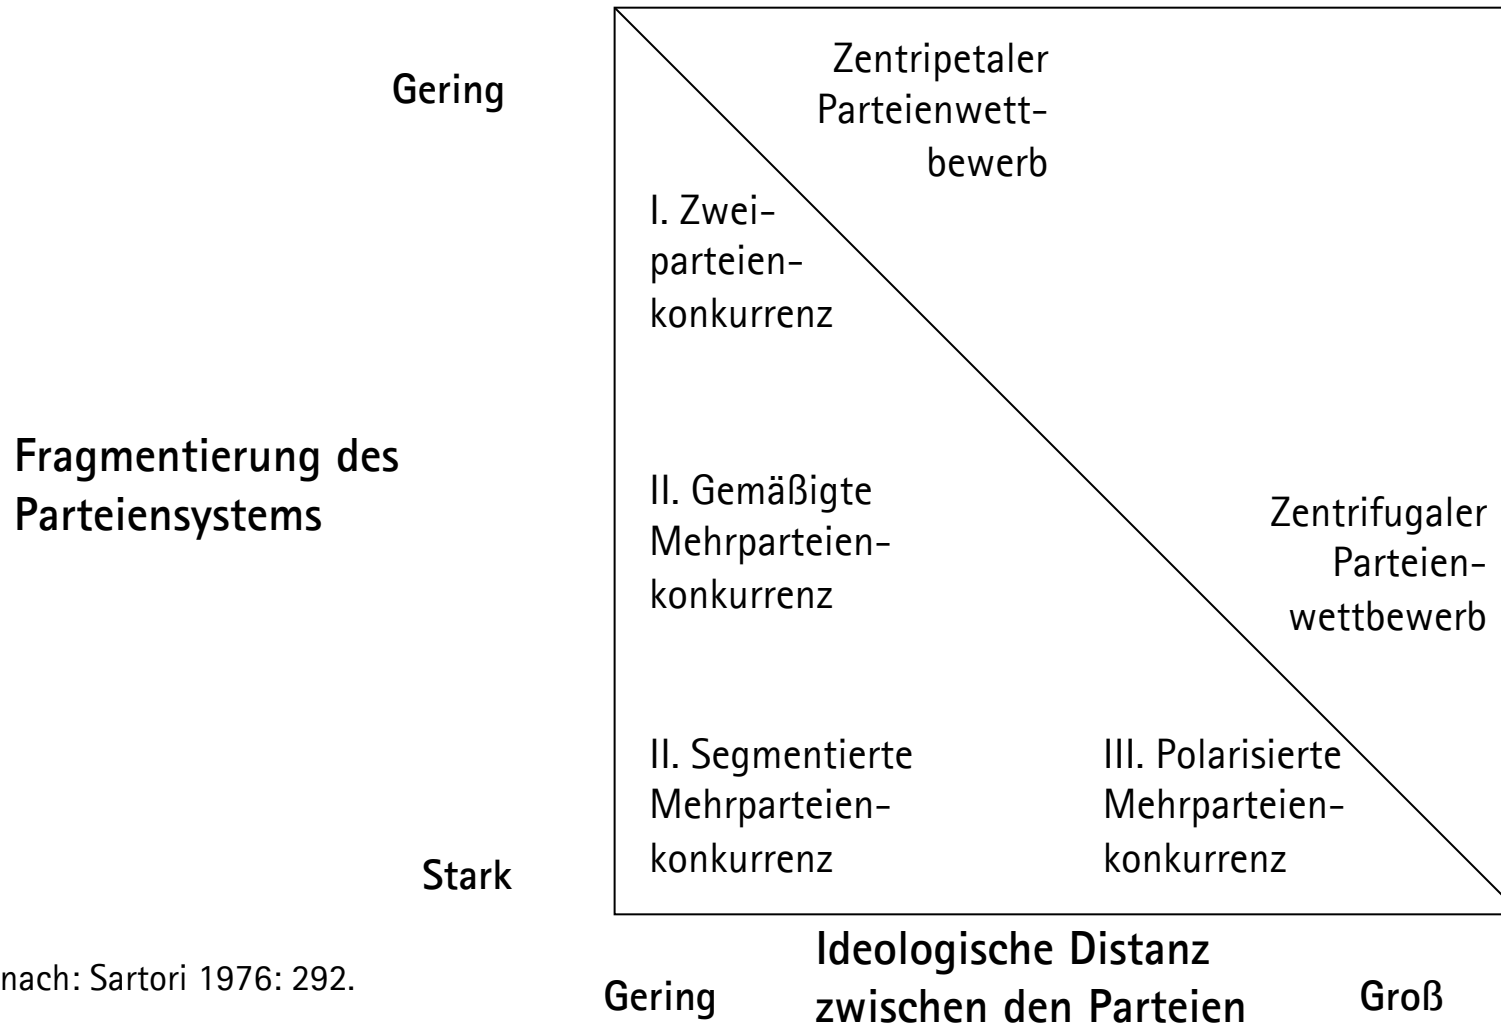 Gering
Zentripetaler
Parteienwett-
bewerb
I. Zwei-
parteien-
konkurrenz
Fragmentierung des
Parteiensystems
II. Gemäßigte
Mehrparteien-
konkurrenz
Zentrifugaler
Parteien-
wettbewerb
II. Segmentierte
Mehrparteien-
konkurrenz
III. Polarisierte
Mehrparteien-
konkurrenz
Stark
nach: Sartori 1976: 292.
Gering
Ideologische Distanz
zwischen den Parteien
Groß